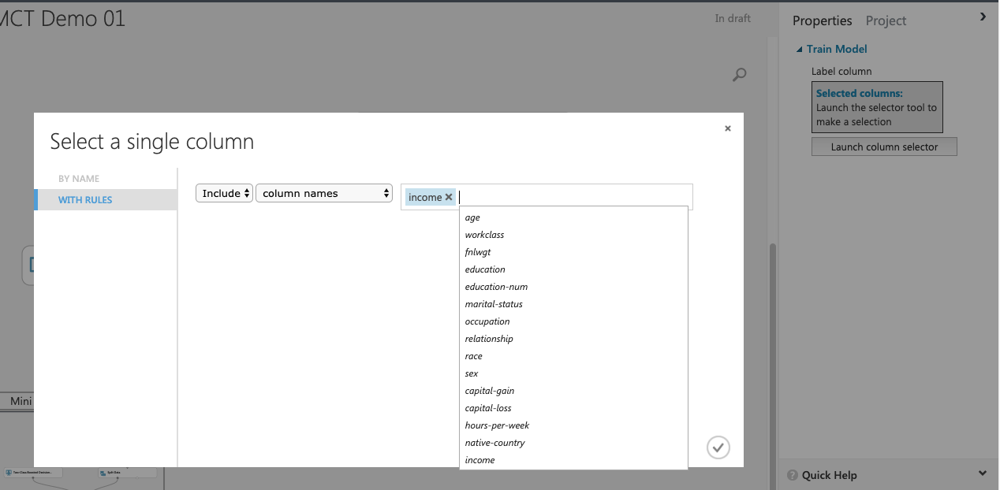 MCT Demo 01
In draft
Properties Project
Train Model
Label column
Selected columns:
Launch the selector tool to
make a selection
Launch column selector
Select a single column
BY NAME
WITH RULES
Include column names income
age
workclass
fnlwgt
education
education-num
marital-status
occupation
relationship
race
sex
capital-gain
capital-loss
hours-per-week
native-country
income
Mini
Two-Class Boosted Decision...
Split Data
Quick Help